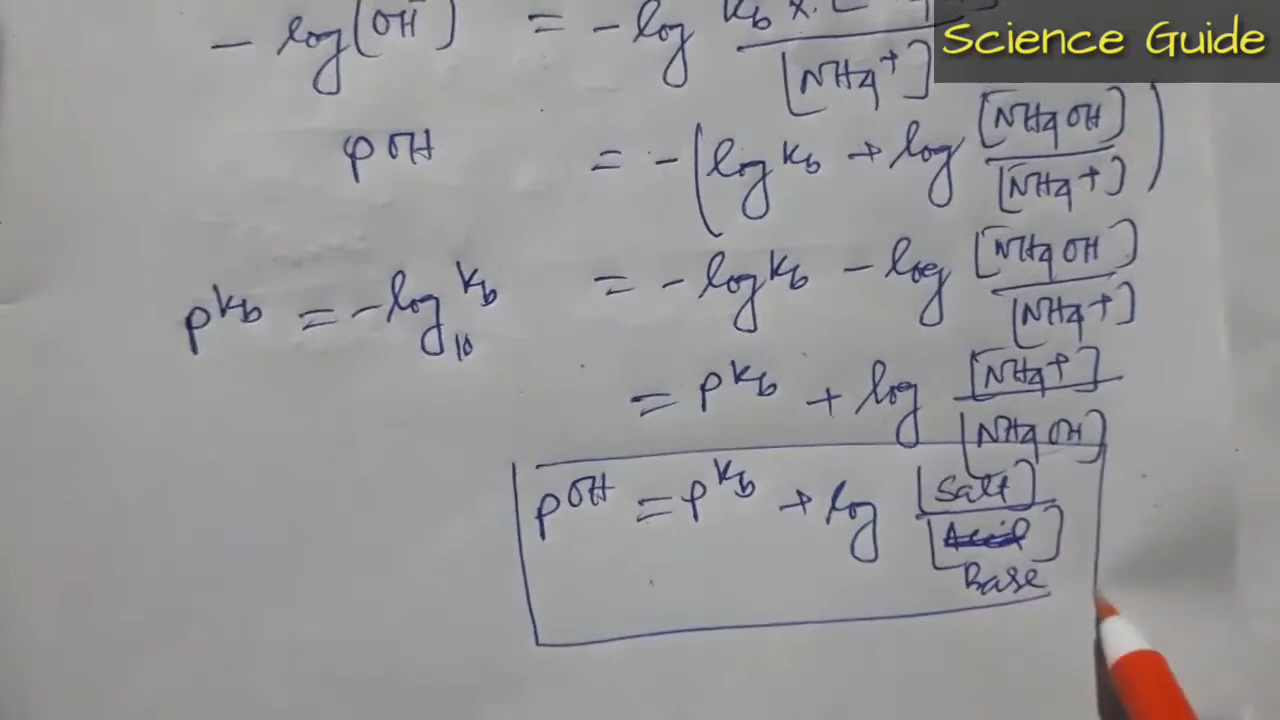 Science Guide
- log[OH⁻] = - log Kb x [ / [NH4+]
pOH = - (log Kb + log [NH4OH] / [NH4+])
pKb = - log10 Kb = - log Kb - log [NH4OH] / [NH4+]
= pKb + log [NH4+] / [NH4OH]
pOH = pKb + log [Salt] / [Acid]
Base